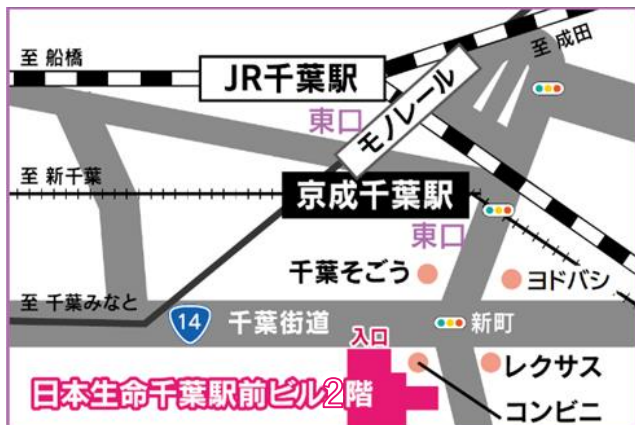 至 船橋
JR千葉駅
至 成田
モノレール
東口
至 新千葉
京成千葉駅
東口
千葉そごう
ヨドバシ
至 千葉みなと
14
千葉街道
新町
入口
レクサス
日本生命千葉駅前ビル2階
コンビニ